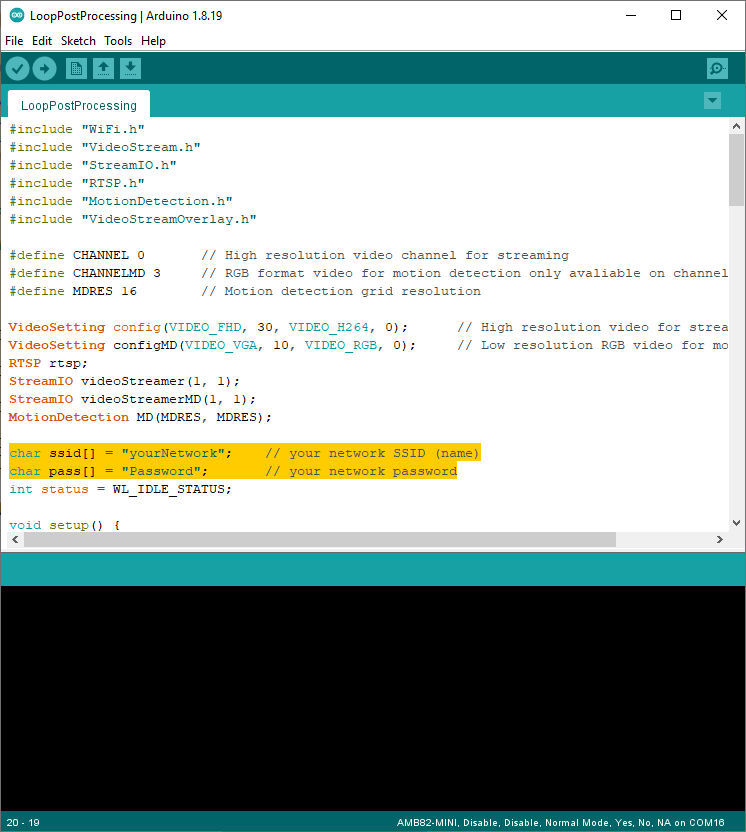 LoopPostProcessing | Arduino 1.8.19
File Edit Sketch Tools Help
LoopPostProcessing
#include "WiFi.h"
#include "VideoStream.h"
#include "StreamIO.h"
#include "RTSP.h"
#include "MotionDetection.h"
#include "VideoStreamOverlay.h"
#define CHANNEL 0       // High resolution video channel for streaming
#define CHANNELMD 3     // RGB format video for motion detection only avaliable on channel
#define MDRES 16        // Motion detection grid resolution
VideoSetting config(VIDEO_FHD, 30, VIDEO_H264, 0);      // High resolution video for strea
VideoSetting configMD(VIDEO_VGA, 10, VIDEO_RGB, 0);     // Low resolution RGB video for mo
RTSP rtsp;
StreamIO videoStreamer(1, 1);
StreamIO videoStreamerMD(1, 1);
MotionDetection MD(MDRES, MDRES);
char ssid[] = "yourNetwork";    // your network SSID (name)
char pass[] = "Password";       // your network password
int status = WL_IDLE_STATUS;
void setup() {
20 - 19
AMB82-MINI, Disable, Disable, Normal Mode, Yes, No, NA on COM16